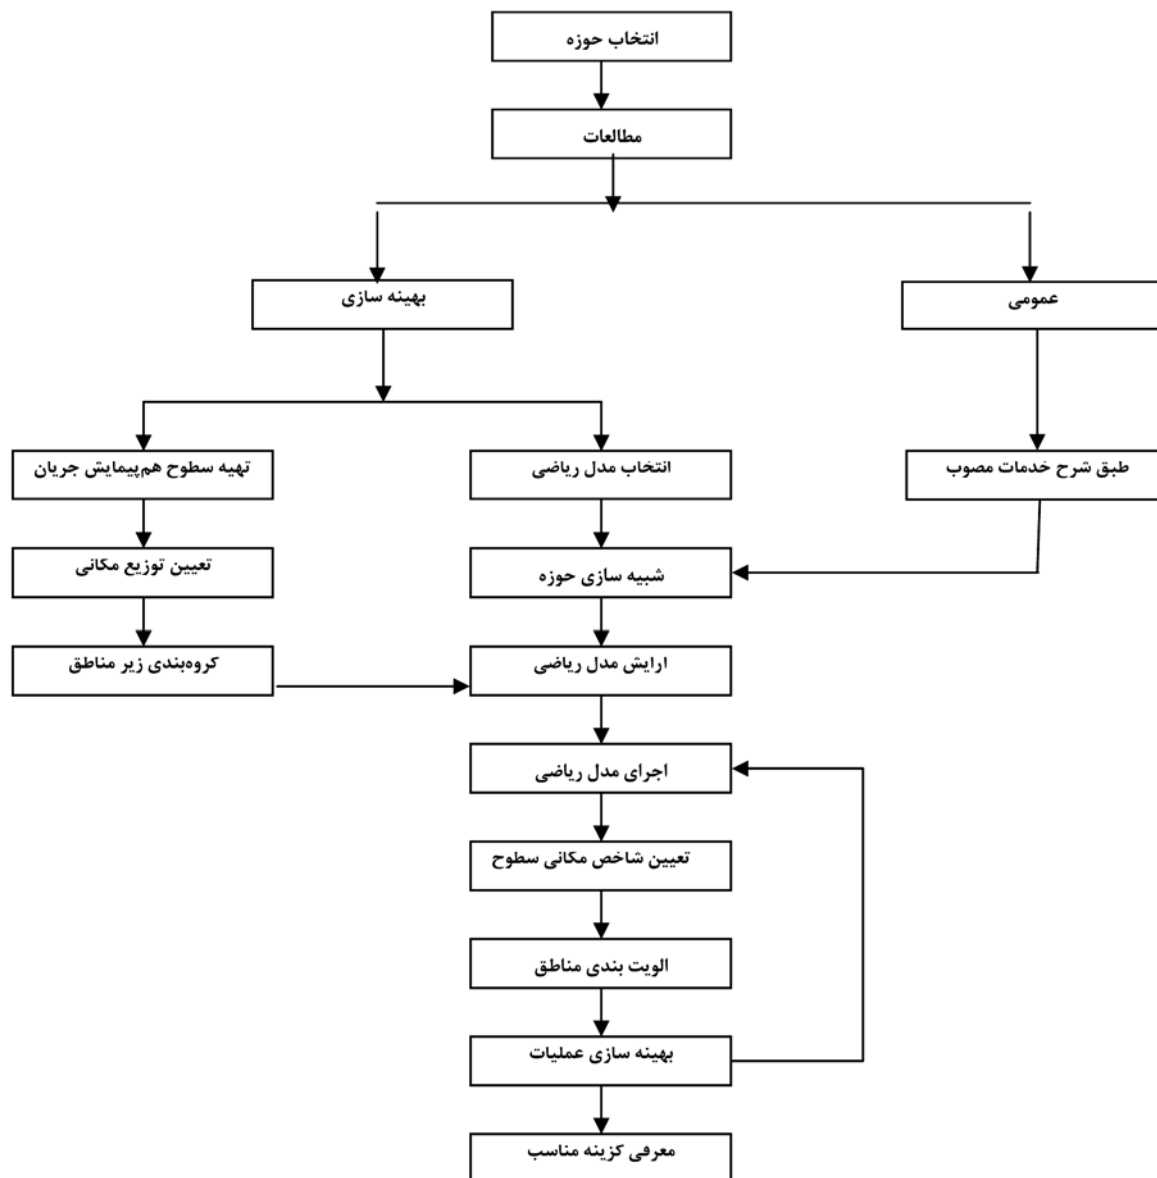 انتخاب حوزه
مطالعات
عمومی
بهینه سازی
طبق شرح خدمات مصوب
انتخاب مدل ریاضی
تهیه سطوح هم‌پیمایش جریان
شبیه سازی حوزه
تعیین توزیع مکانی
ارایش مدل ریاضی
کروه‌بندی زیر مناطق
اجرای مدل ریاضی
تعیین شاخص مکانی سطوح
الویت بندی مناطق
بهینه سازی عملیات
معرفی کزینه مناسب